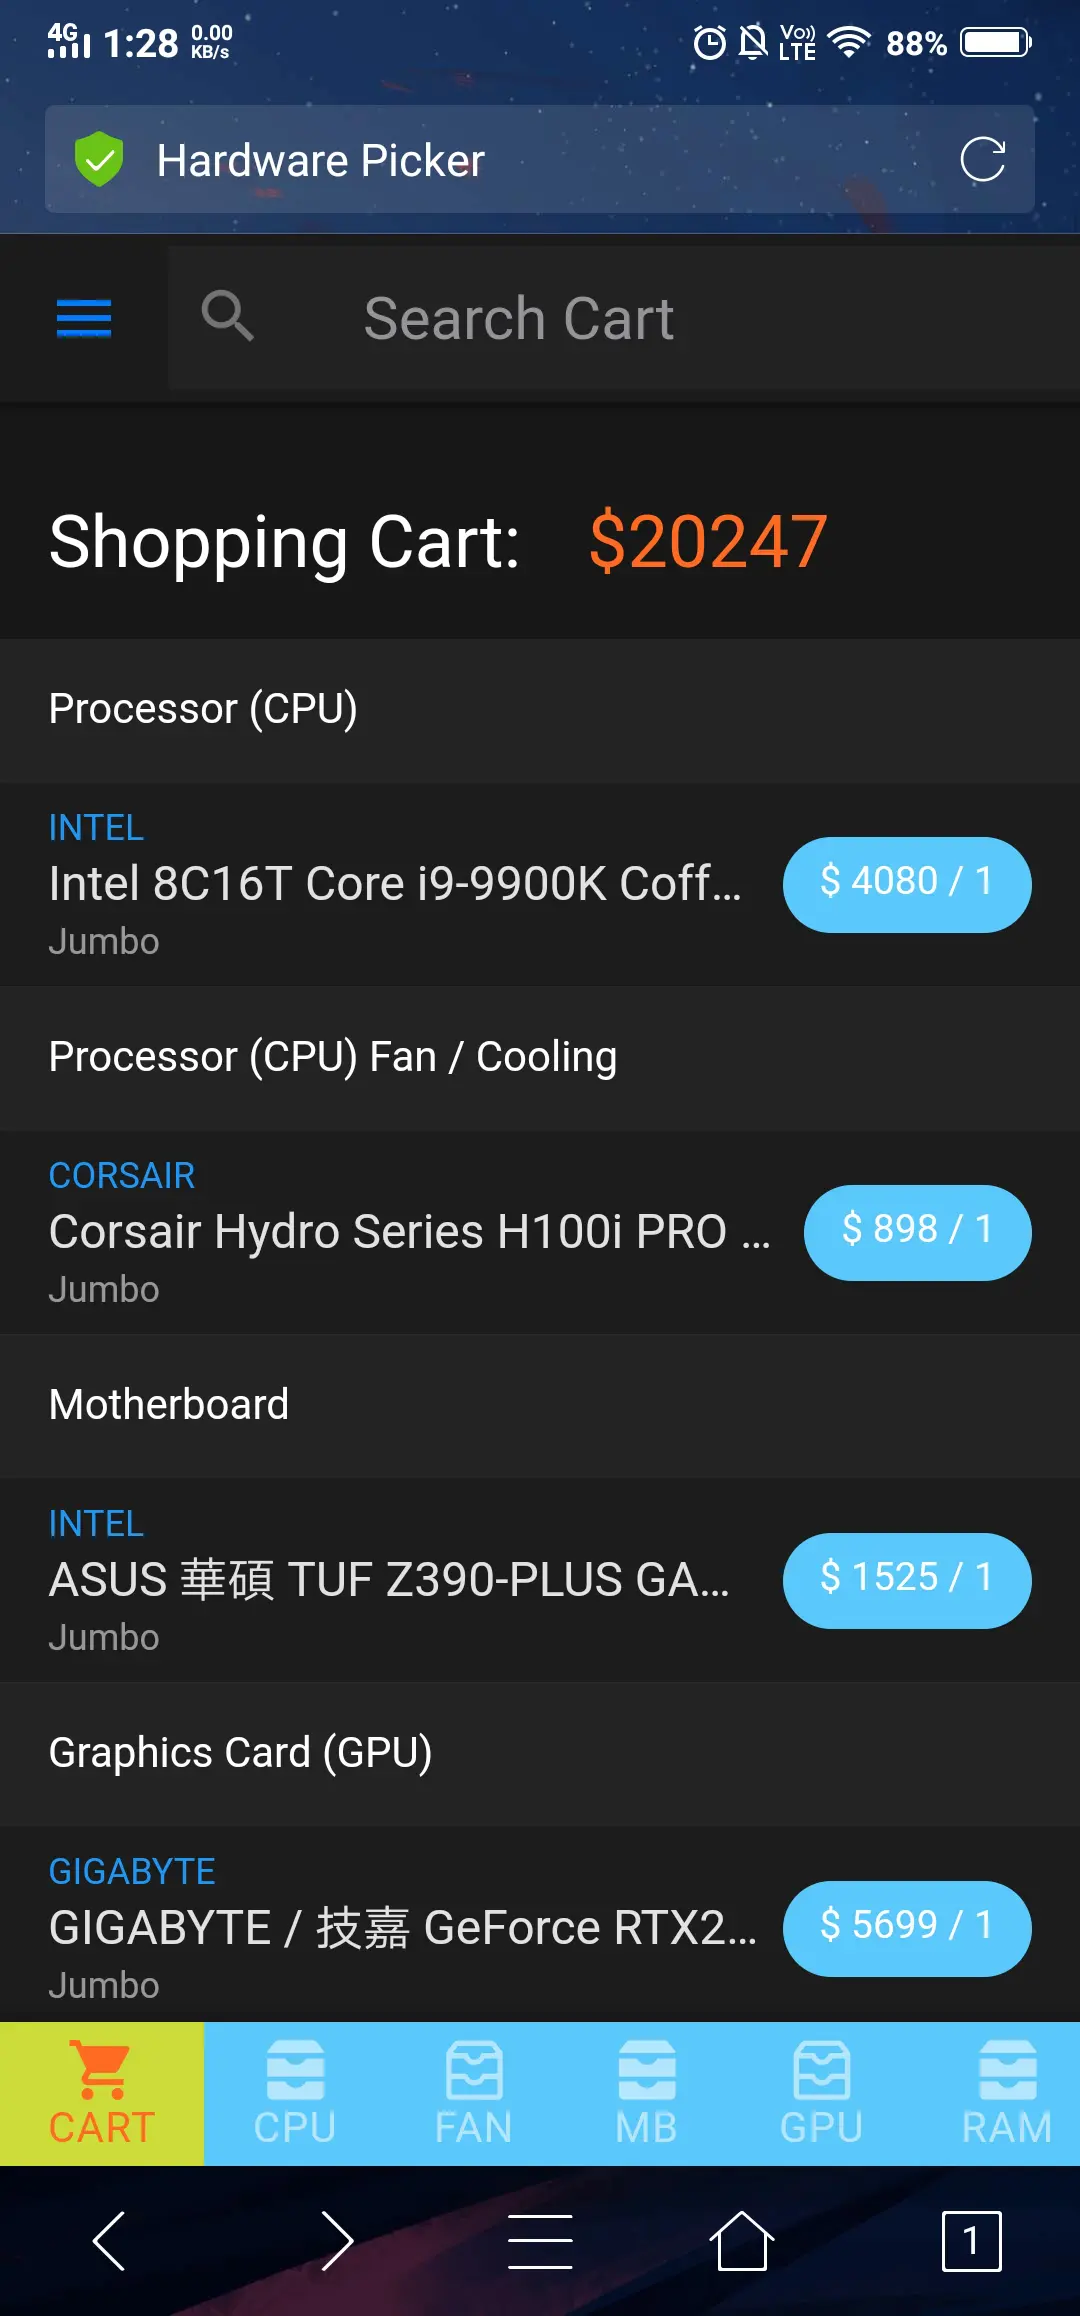 4G 1:28 0.00 KB/s Vo)) LTE 88%
Hardware Picker
Search Cart
Shopping Cart: $20247
Processor (CPU)
INTEL
Intel 8C16T Core i9-9900K Coff... $ 4080 / 1
Jumbo
Processor (CPU) Fan / Cooling
CORSAIR
Corsair Hydro Series H100i PRO ... $ 898 / 1
Jumbo
Motherboard
INTEL
ASUS 華碩 TUF Z390-PLUS GA... $ 1525 / 1
Jumbo
Graphics Card (GPU)
GIGABYTE
GIGABYTE / 技嘉 GeForce RTX2... $ 5699 / 1
Jumbo
CART CPU FAN MB GPU RAM
1